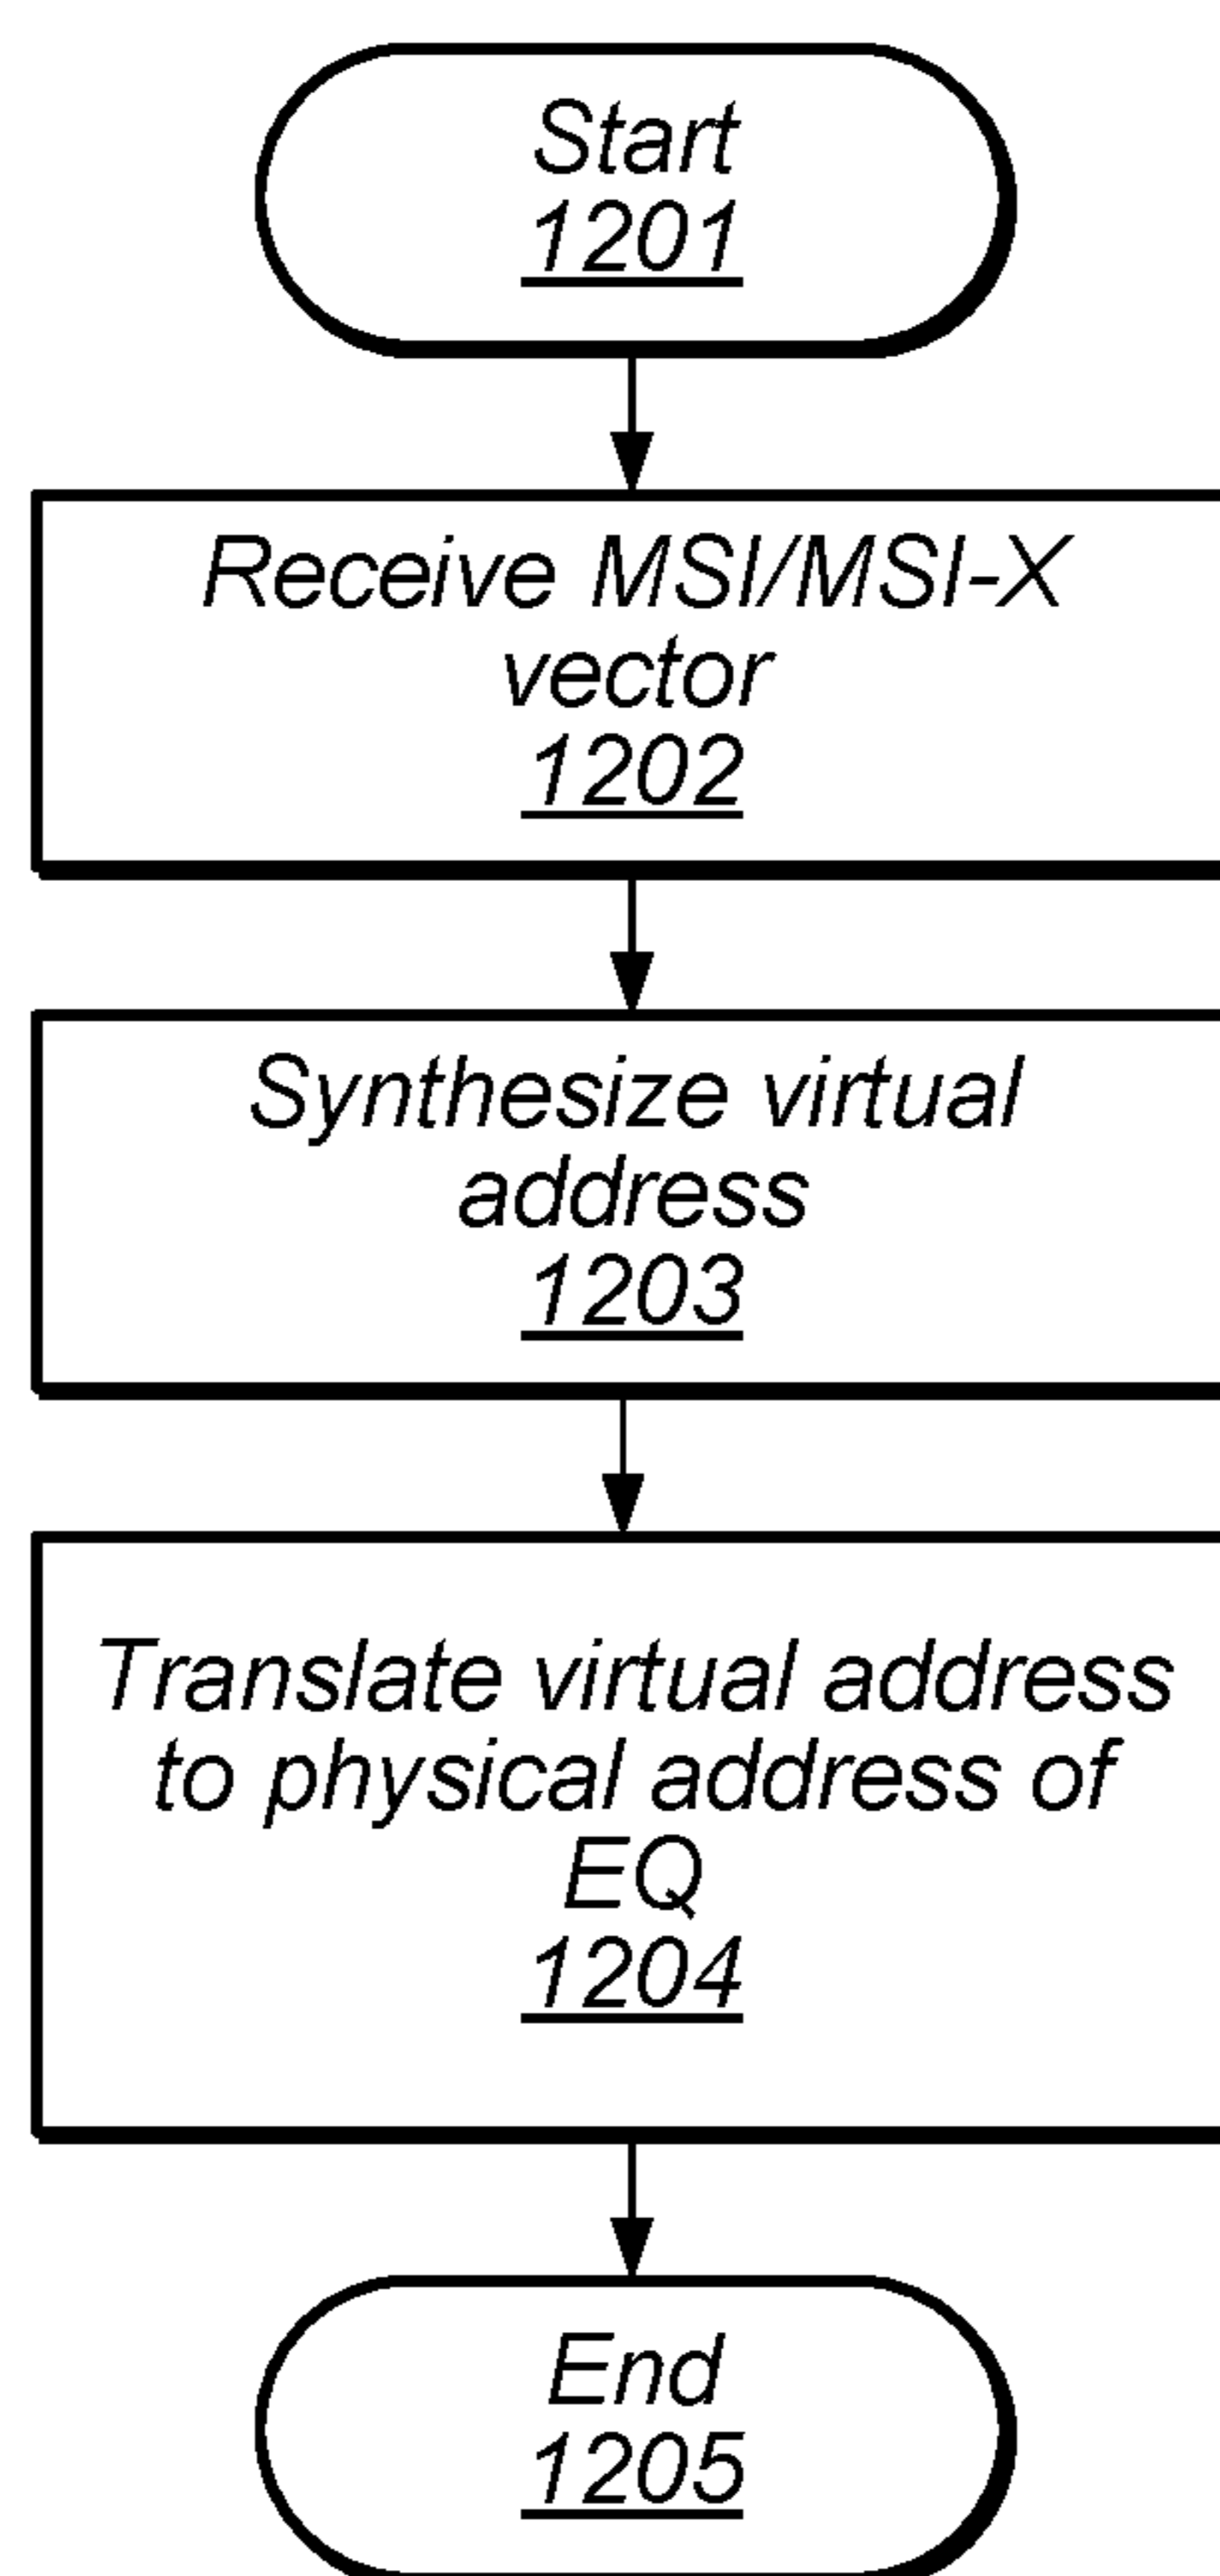 Start
1201
Receive MSI/MSI-X
vector
1202
Synthesize virtual
address
1203
Translate virtual address
to physical address of
EQ
1204
End
1205